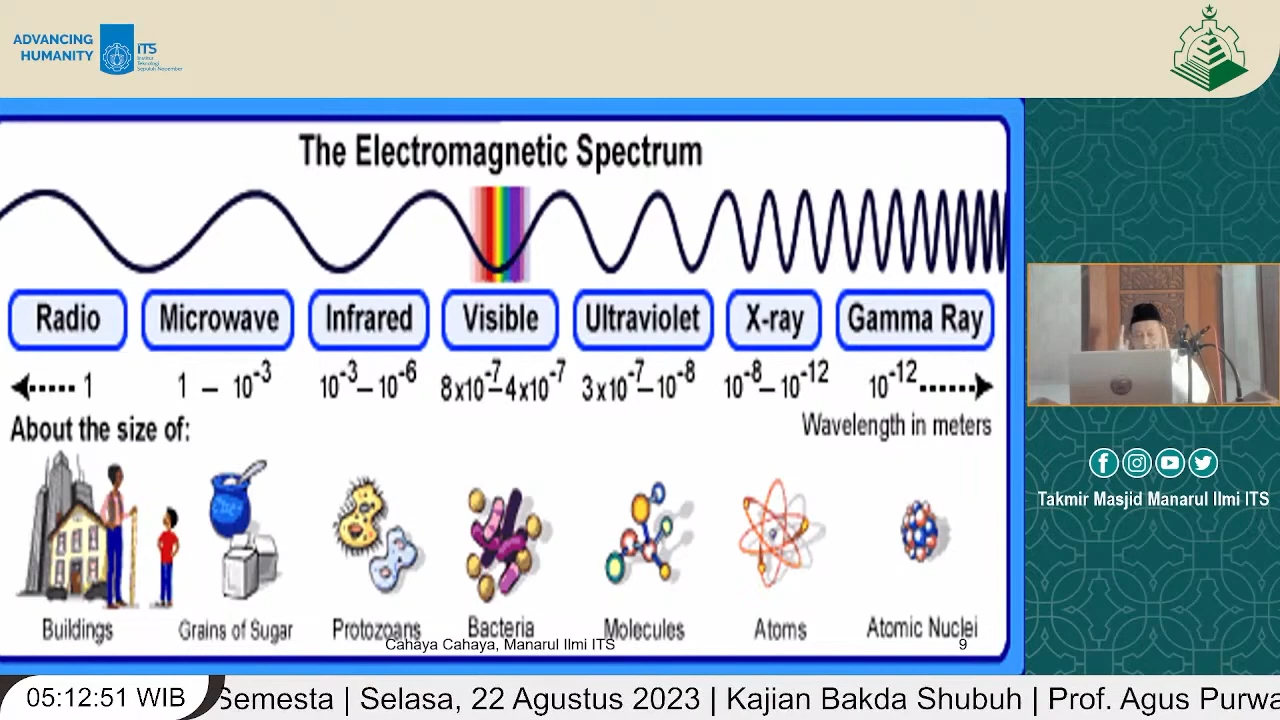 ADVANCING
HUMANITY
ITS
Institut
Teknologi
Sepuluh Nopember
The Electromagnetic Spectrum
Radio Microwave Infrared Visible Ultraviolet X-ray Gamma Ray
1 1 – 10⁻³ 10⁻³–10⁻⁶ 8x10⁻⁷–4x10⁻⁷ 3x10⁻⁷–10⁻⁸ 10⁻⁸–10⁻¹² 10⁻¹²
About the size of:
Wavelength in meters
Buildings Grains of Sugar Protozoans Bacteria Molecules Atoms Atomic Nuclei
Cahaya Cahaya, Manarul Ilmi ITS 9
Takmir Masjid Manarul Ilmi ITS
05:12:51 WIB Semesta | Selasa, 22 Agustus 2023 | Kajian Bakda Shubuh | Prof. Agus Purwa